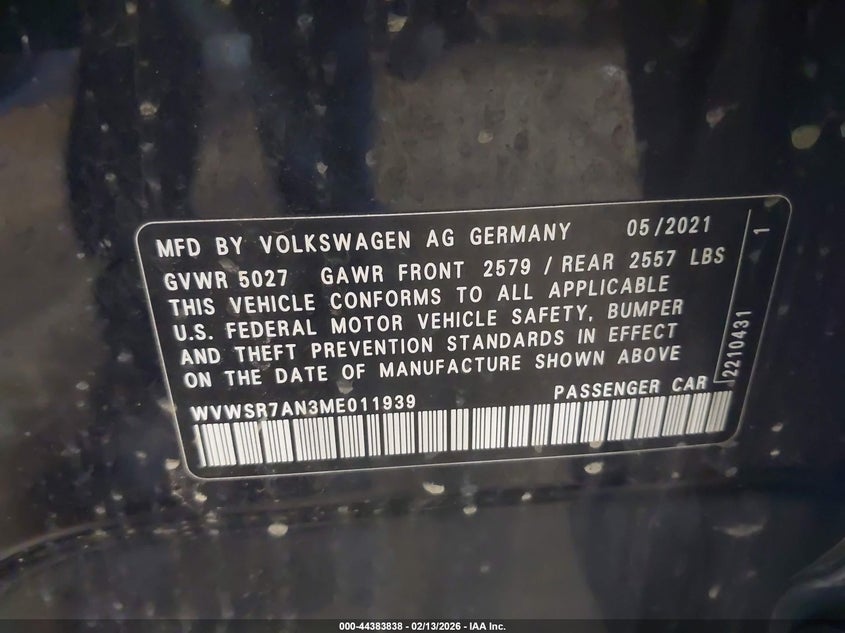 MFD BY VOLKSWAGEN AG GERMANY 05/2021
GVWR 5027 GAWR FRONT 2579 / REAR 2557 LBS
THIS VEHICLE CONFORMS TO ALL APPLICABLE
U.S. FEDERAL MOTOR VEHICLE SAFETY, BUMPER
AND THEFT PREVENTION STANDARDS IN EFFECT
ON THE DATE OF MANUFACTURE SHOWN ABOVE
WVWSR7AN3ME011939 PASSENGER CAR
2210431 1
000-44383838 - 02/13/2026 - IAA Inc.